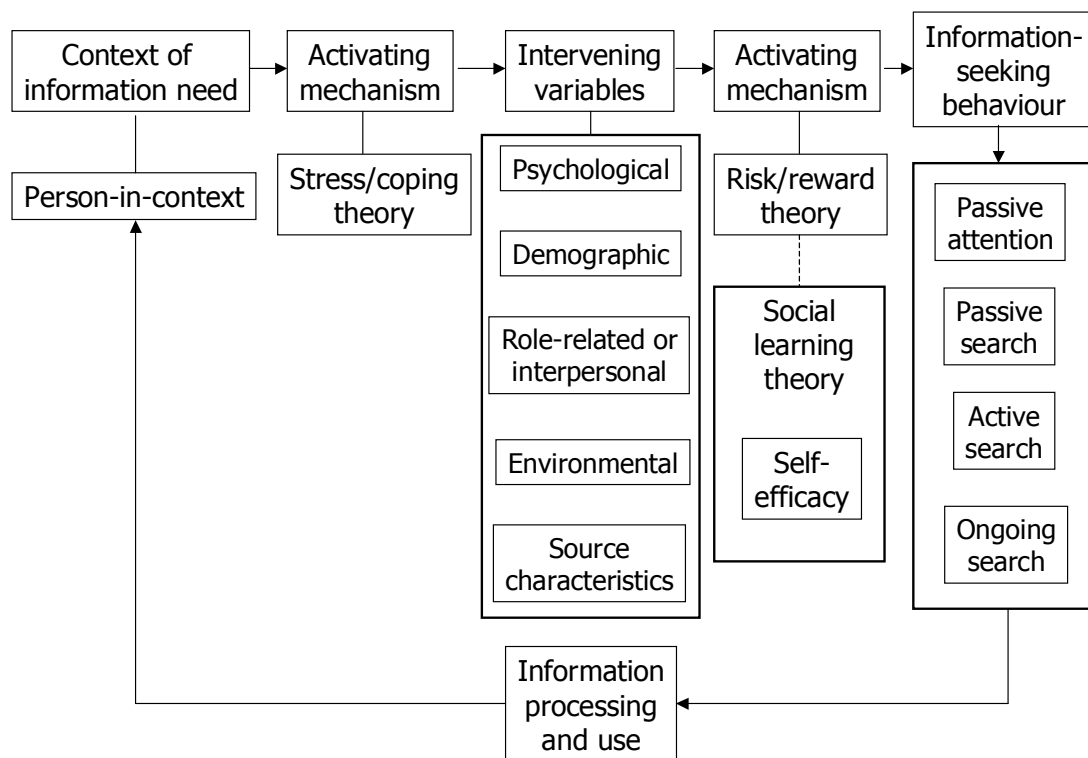 Context of
information need
Activating
mechanism
Intervening
variables
Activating
mechanism
Information-
seeking
behaviour
Person-in-context
Stress/coping
theory
Psychological
Demographic
Role-related or
interpersonal
Environmental
Source
characteristics
Risk/reward
theory
Social
learning
theory
Self-
efficacy
Passive
attention
Passive
search
Active
search
Ongoing
search
Information
processing
and use